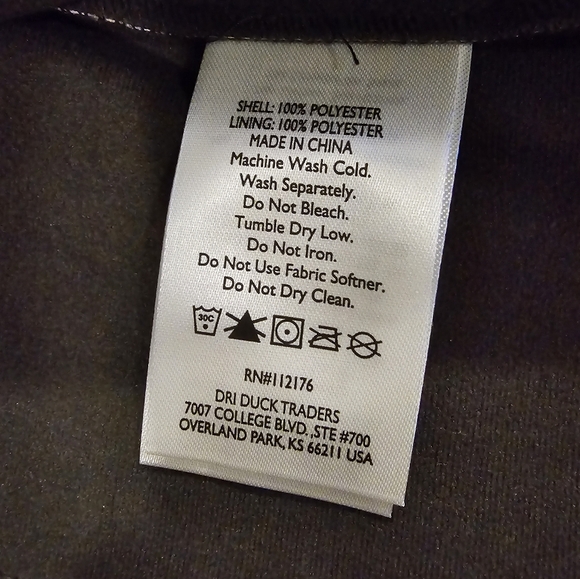 SHELL: 100% POLYESTER
LINING: 100% POLYESTER
MADE IN CHINA
Machine Wash Cold.
Wash Separately.
Do Not Bleach.
Tumble Dry Low.
Do Not Iron.
Do Not Use Fabric Softner.
Do Not Dry Clean.
30C
RN#112176
DRI DUCK TRADERS
7007 COLLEGE BLVD. ,STE #700
OVERLAND PARK, KS 66211 USA